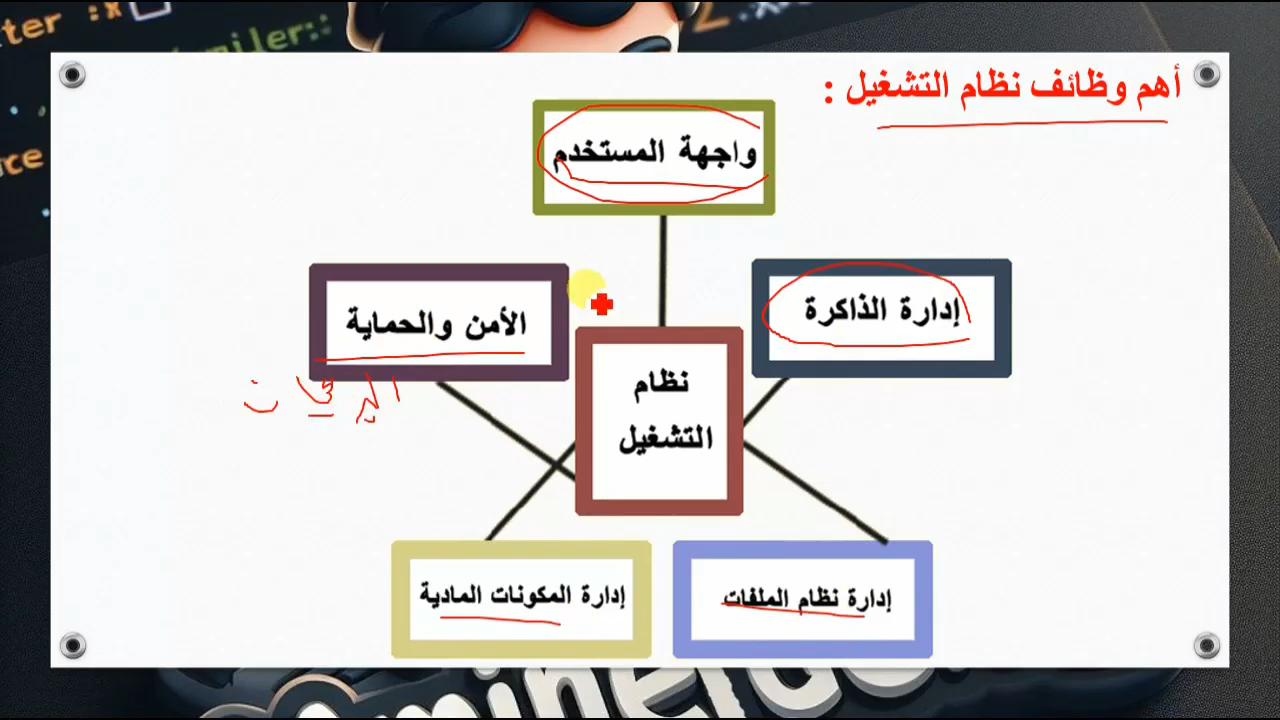 أهم وظائف نظام التشغيل :
واجهة المستخدم
إدارة الذاكرة
الأمن والحماية
نظام
التشغيل
إدارة نظام الملفات
إدارة المكونات المادية